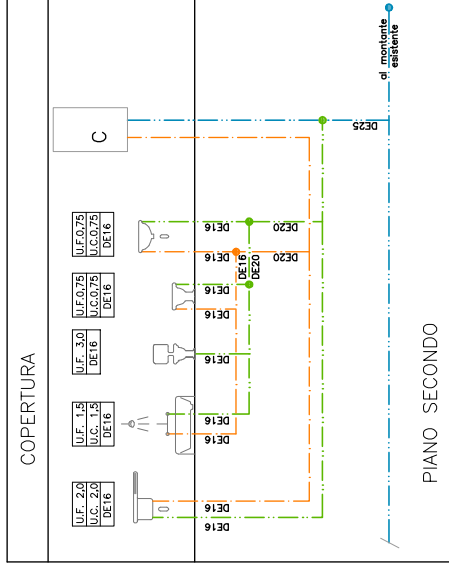 COPERTURA
U.F. 2,0
U.C. 2,0
DE16
U.F. 1,5
U.C. 1,5
DE16
U.F. 3,0
DE16
U.F.0,75
U.C.0,75
DE16
U.F.0,75
U.C.0,75
DE16
C
DE16
DE16
DE16
DE16
DE16
DE16
DE16
DE16
DE16
DE16
DE20
DE20
DE20
DE25
al montante
esistente
PIANO SECONDO